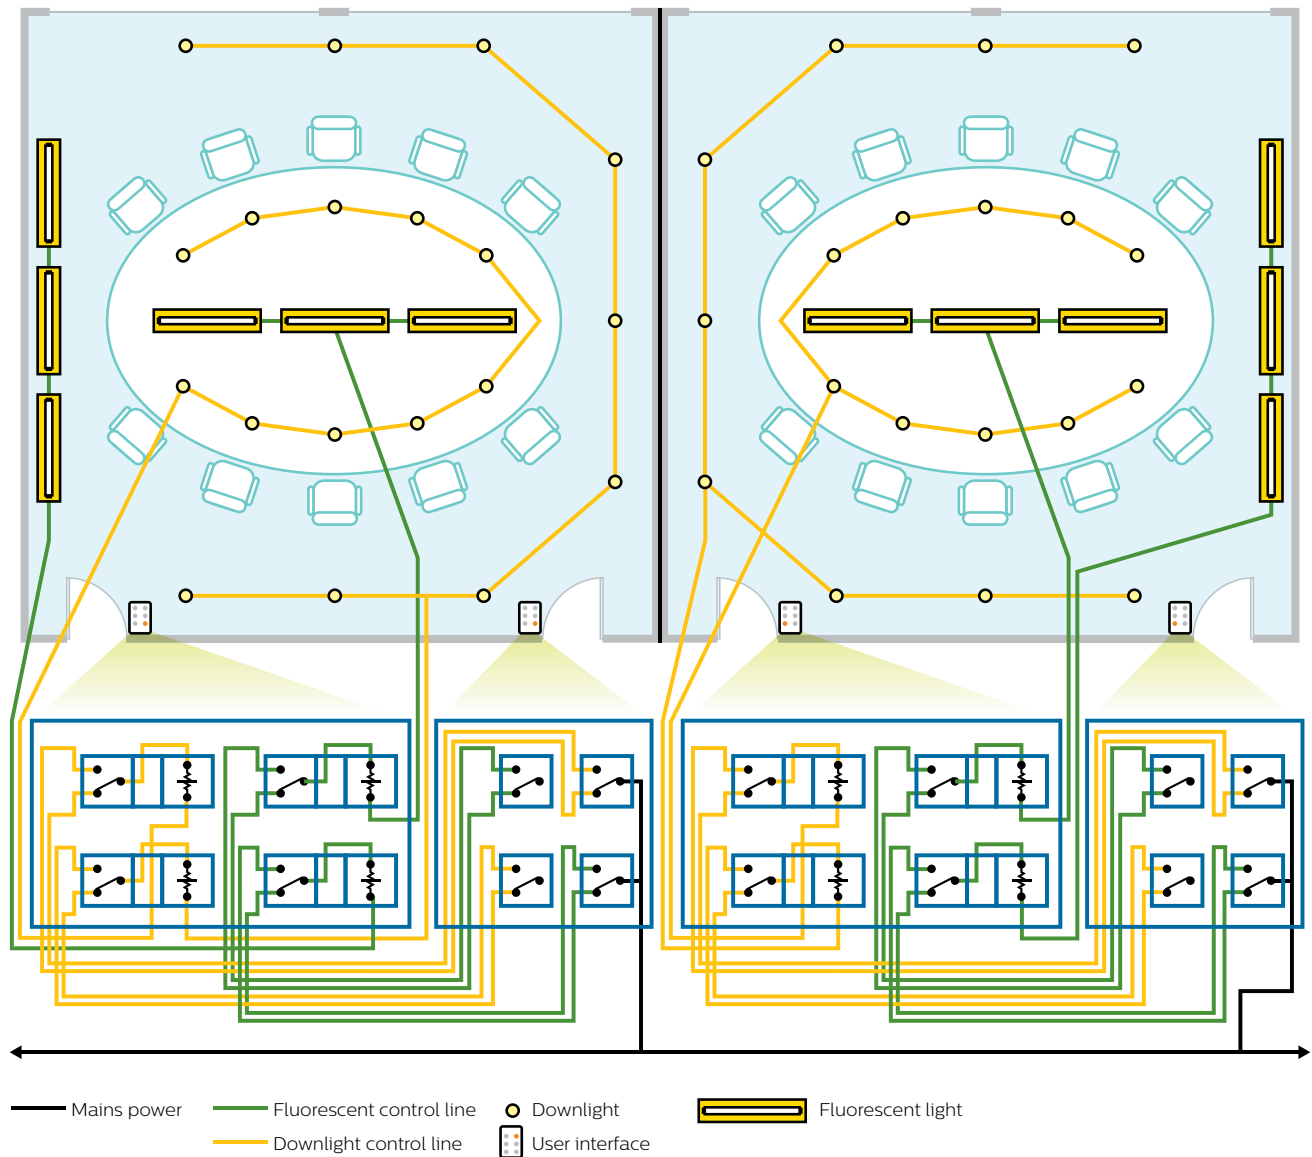 Mains power
Fluorescent control line
Downlight
Fluorescent light
Downlight control line
User interface